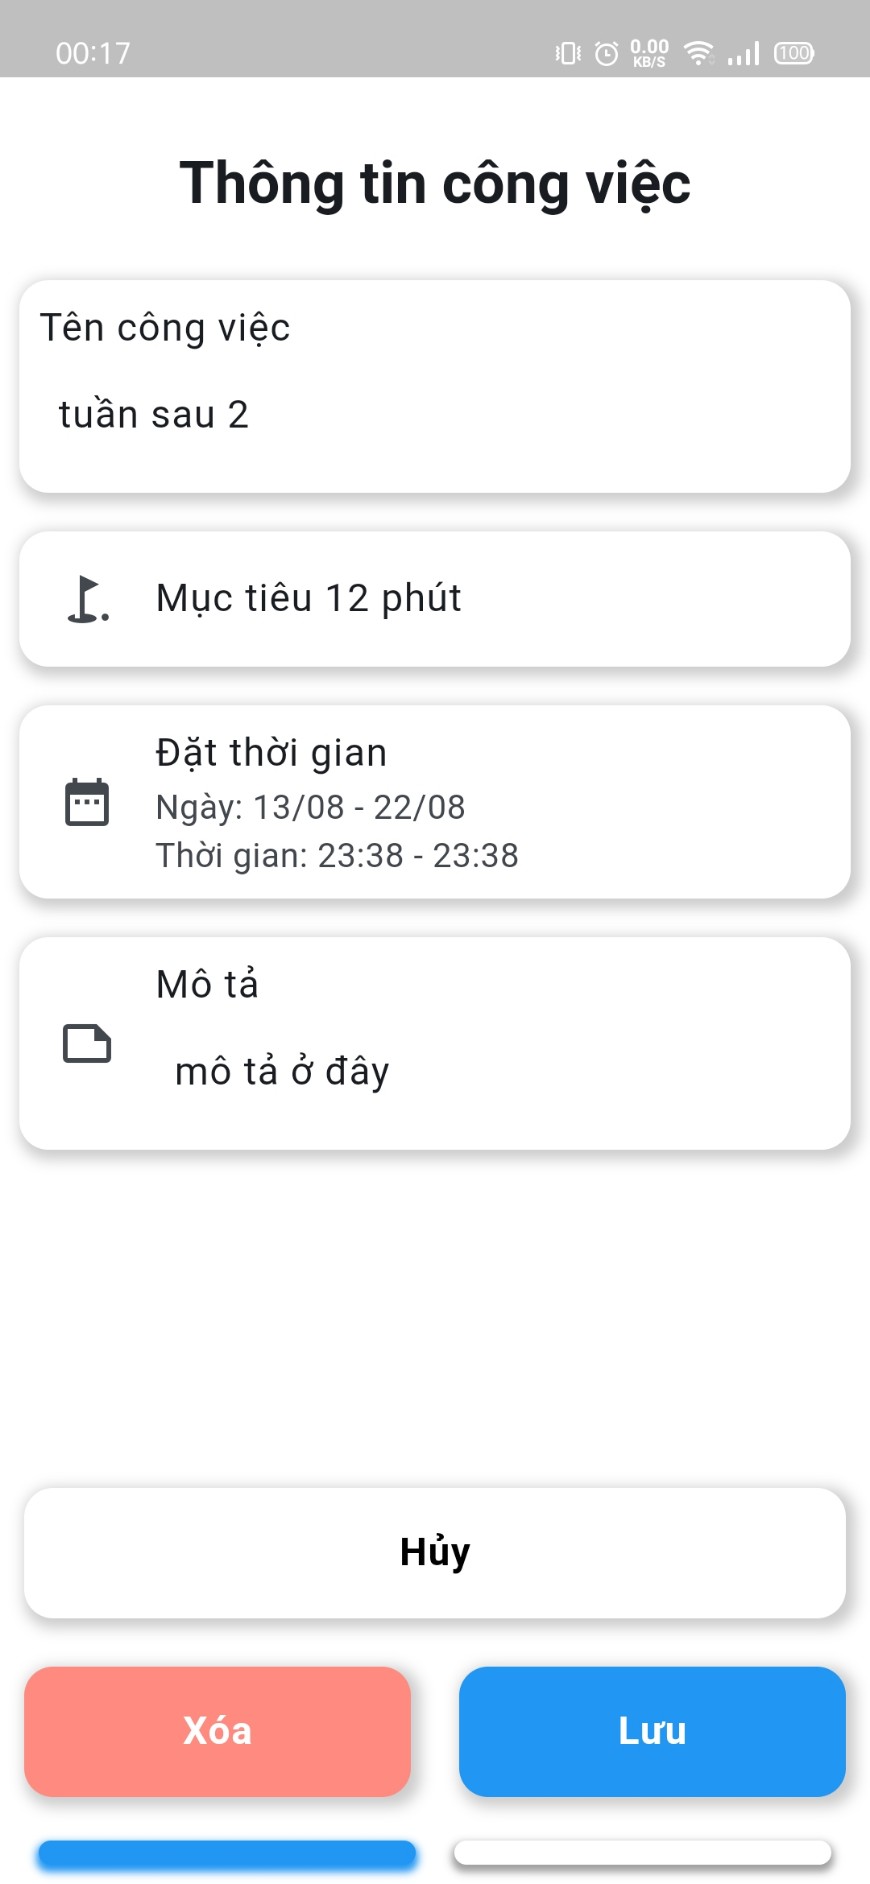 00:17
0.00
KB/S
100
Thông tin công việc
Tên công việc
tuần sau 2
Mục tiêu 12 phút
Đặt thời gian
Ngày: 13/08 - 22/08
Thời gian: 23:38 - 23:38
Mô tả
mô tả ở đây
Hủy
Xóa
Lưu